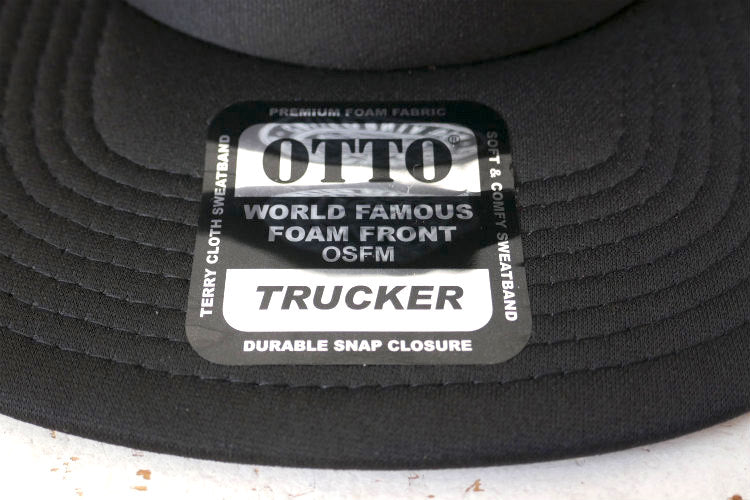 PREMIUM FOAM FABRIC
OTTO®
WORLD FAMOUS
FOAM FRONT
OSFM
TRUCKER
DURABLE SNAP CLOSURE
TERRY CLOTH SWEATBAND
SOFT & COMFY SWEATBAND